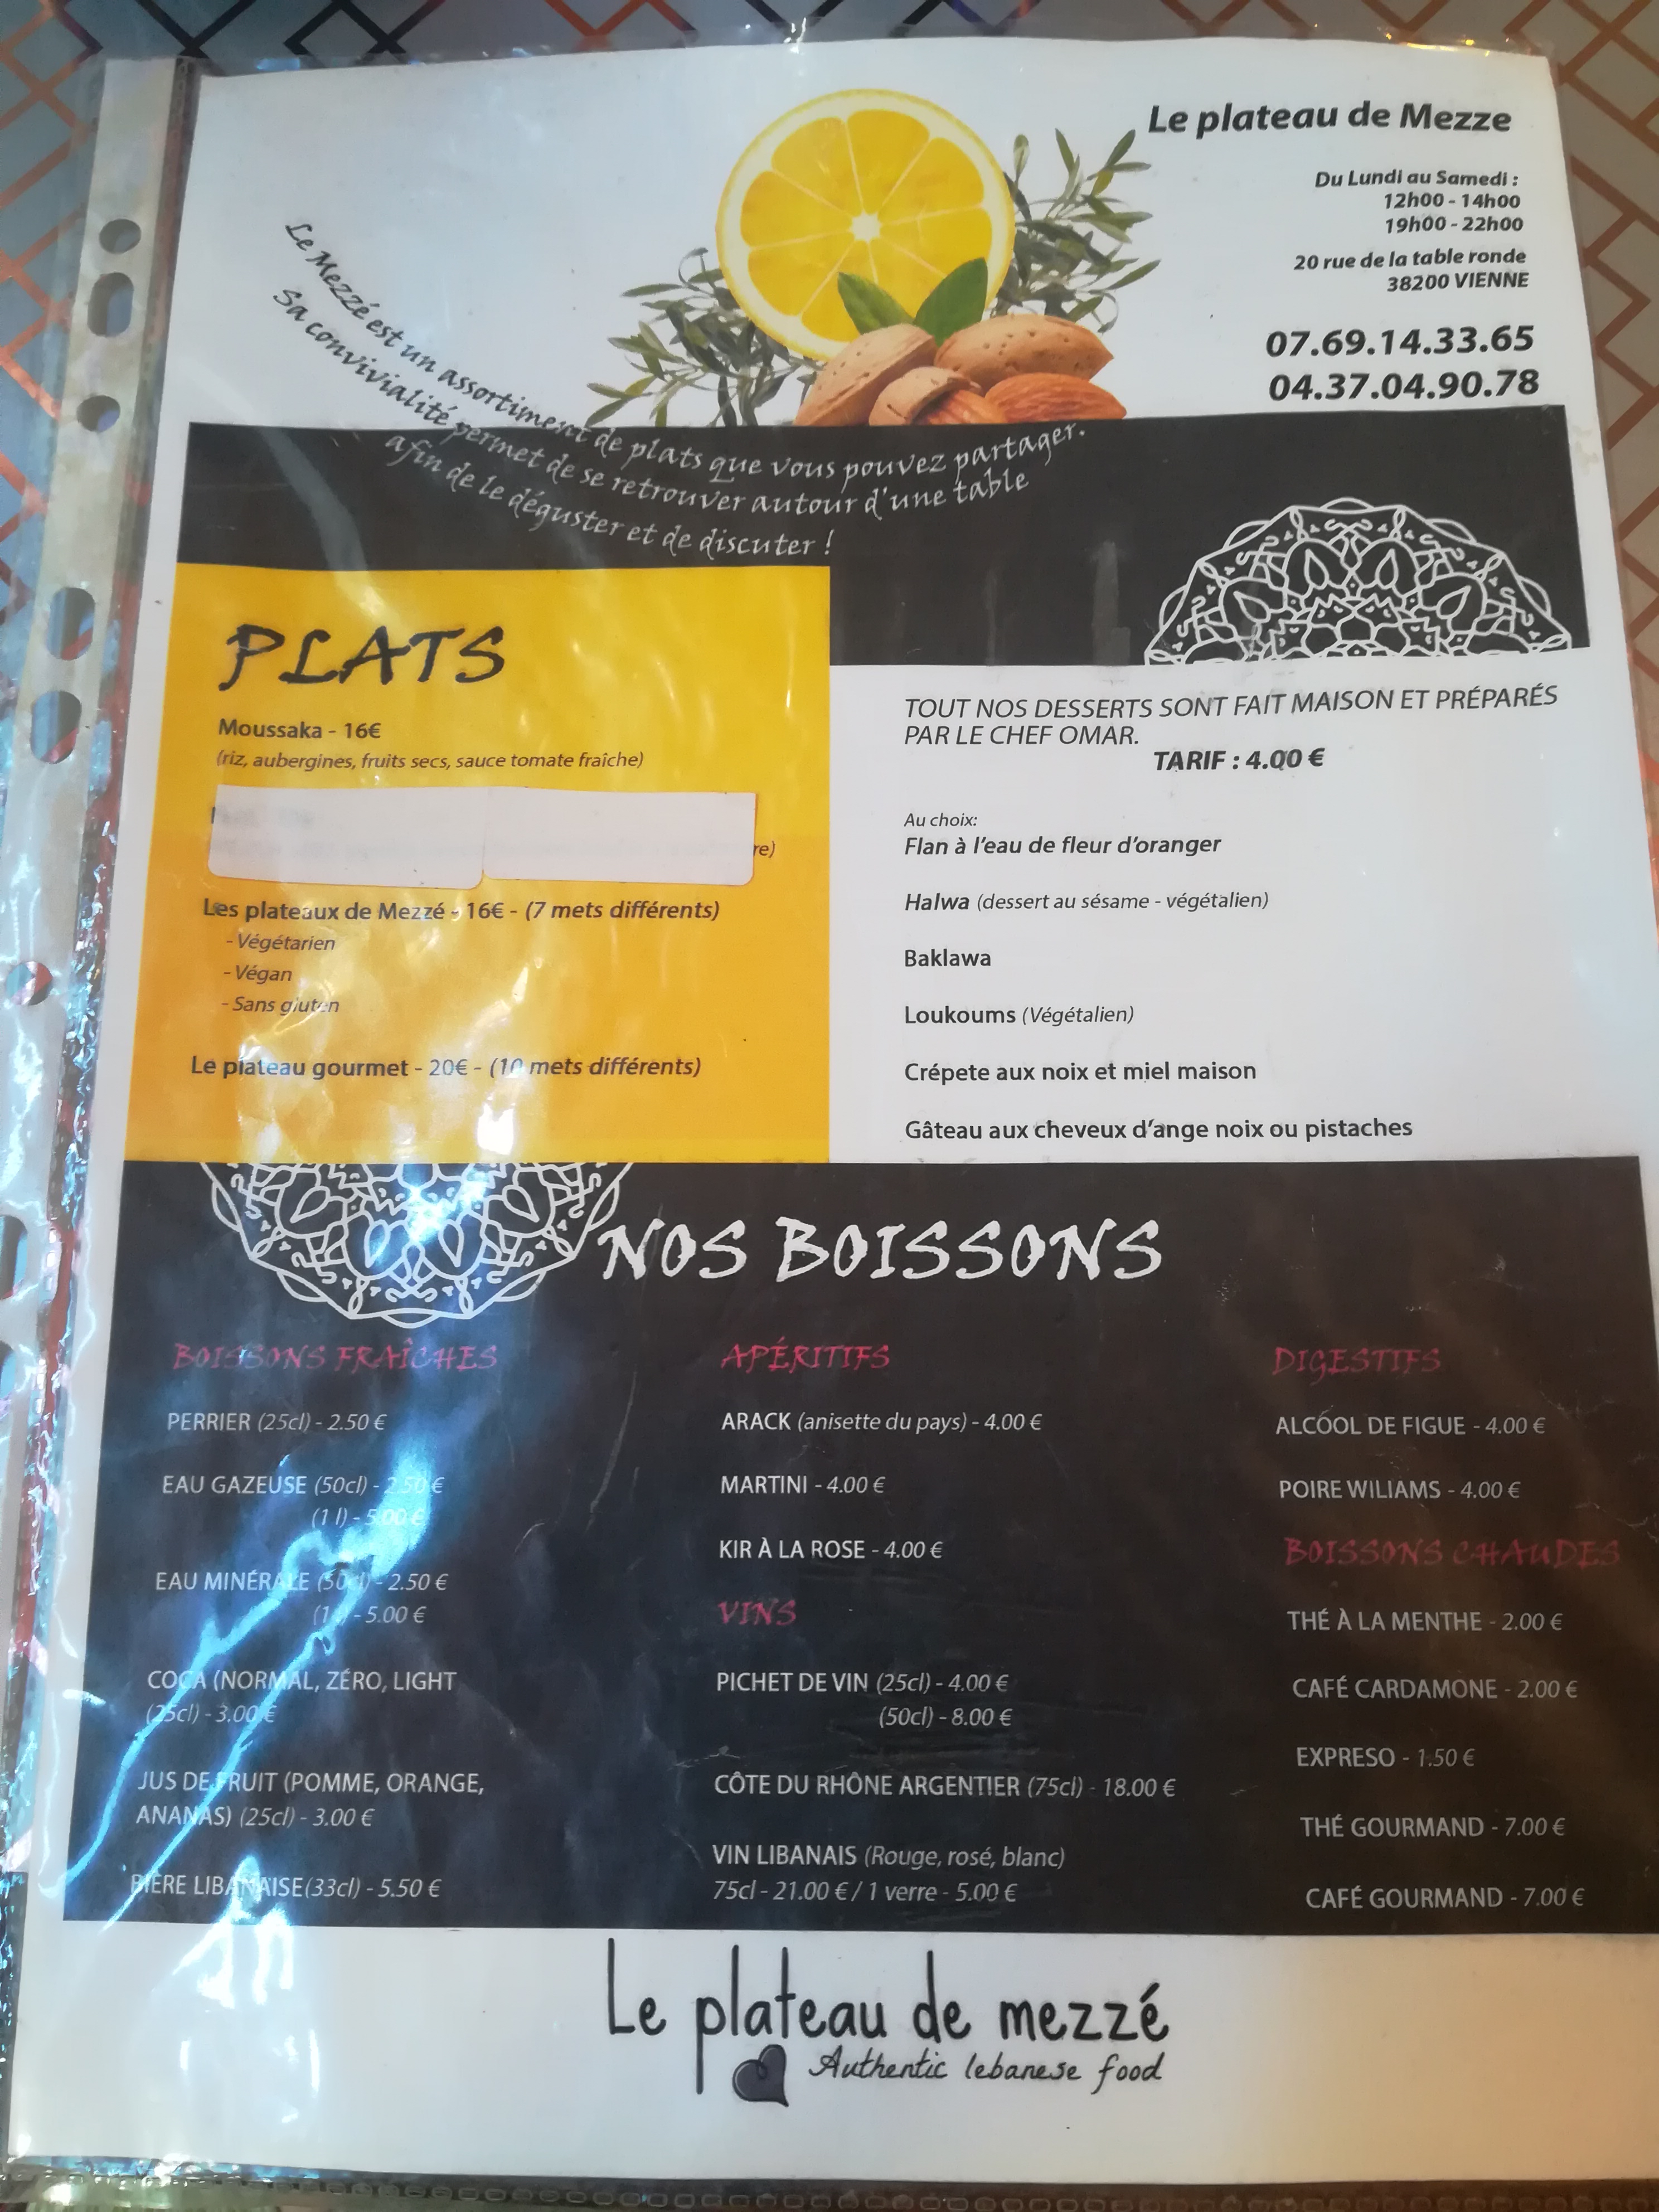 Le plateau de Mezze
Du Lundi au Samedi :
12h00 - 14h00
19h00 - 22h00
20 rue de la table ronde
38200 VIENNE
07.69.14.33.65
04.37.04.90.78
Le Mezzé est un assortiment de plats que vous pouvez partager.
Sa convivialité permet de se retrouver autour d'une table
afin de le déguster et de discuter !
PLATS
Moussaka - 16€
(riz, aubergines, fruits secs, sauce tomate fraîche)
re)
Les plateaux de Mezzé - 16€ - (7 mets différents)
- Végétarien
- Végan
- Sans gluten
Le plateau gourmet - 20€ - (10 mets différents)
TOUT NOS DESSERTS SONT FAIT MAISON ET PRÉPARÉS
PAR LE CHEF OMAR.
TARIF : 4.00 €
Au choix:
Flan à l'eau de fleur d'oranger
Halwa (dessert au sésame - végétalien)
Baklawa
Loukoums (Végétalien)
Crépete aux noix et miel maison
Gâteau aux cheveux d'ange noix ou pistaches
NOS BOISSONS
BOISSONS FRAÎCHES
PERRIER (25cl) - 2.50 €
EAU GAZEUSE (50cl) - 2.50 €
(1 l) - 5.00 €
EAU MINÉRALE (50cl) - 2.50 €
(1 l) - 5.00 €
COCA (NORMAL, ZÉRO, LIGHT
(25cl) - 3.00 €
JUS DE FRUIT (POMME, ORANGE,
ANANAS) (25cl) - 3.00 €
BIÈRE LIBANAISE(33cl) - 5.50 €
APÉRITIFS
ARACK (anisette du pays) - 4.00 €
MARTINI - 4.00 €
KIR À LA ROSE - 4.00 €
VINS
PICHET DE VIN (25cl) - 4.00 €
(50cl) - 8.00 €
CÔTE DU RHÔNE ARGENTIER (75cl) - 18.00 €
VIN LIBANAIS (Rouge, rosé, blanc)
75cl - 21.00 € / 1 verre - 5.00 €
DIGESTIFS
ALCOOL DE FIGUE - 4.00 €
POIRE WILIAMS - 4.00 €
BOISSONS CHAUDES
THÉ À LA MENTHE - 2.00 €
CAFÉ CARDAMONE - 2.00 €
EXPRESO - 1.50 €
THÉ GOURMAND - 7.00 €
CAFÉ GOURMAND - 7.00 €
Le plateau de mezzé
Authentic lebanese food